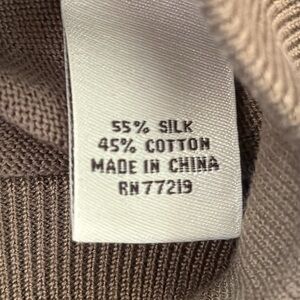 55% SILK
45% COTTON
MADE IN CHINA
RN77219